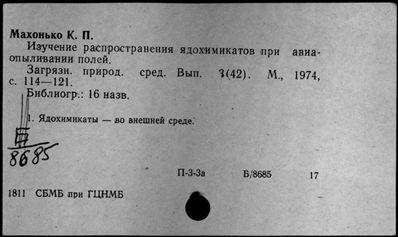 Махонько К. П.
Изучение распространения ядохимикатов при авиа-
опыливании полей.
Загрязн. природ. сред. Вып. 3(42). М., 1974,
с. 114—121.
Библиогр.: 16 назв.
1. Ядохимикаты — во внешней среде.
8685
П-3-3а Б/8685 17
1811 СБМБ при ГЦНМБ